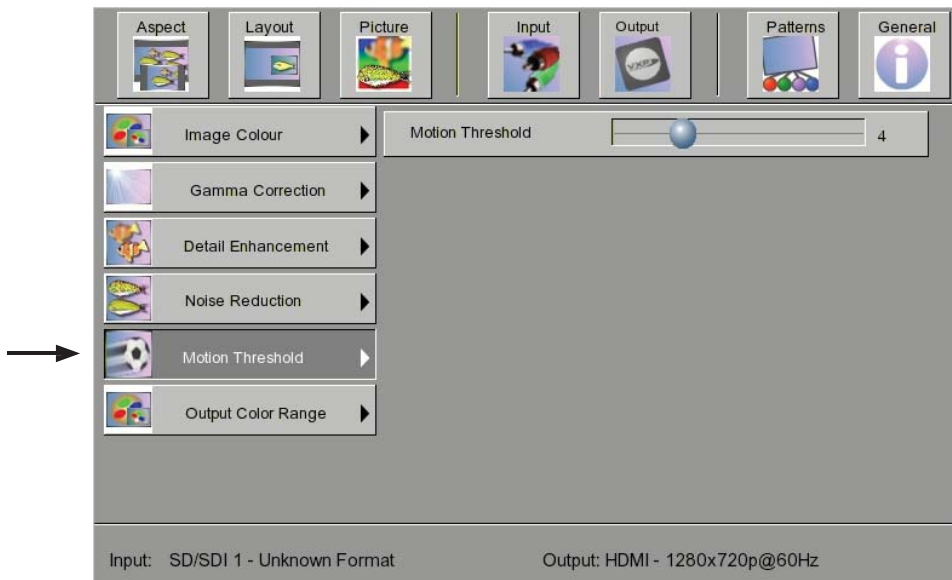 Aspect
Layout
Picture
Input
Output
VXP
Patterns
General
Image Colour
Motion Threshold
4
Gamma Correction
Detail Enhancement
Noise Reduction
Motion Threshold
Output Color Range
Input: SD/SDI 1 - Unknown Format
Output: HDMI - 1280x720p@60Hz